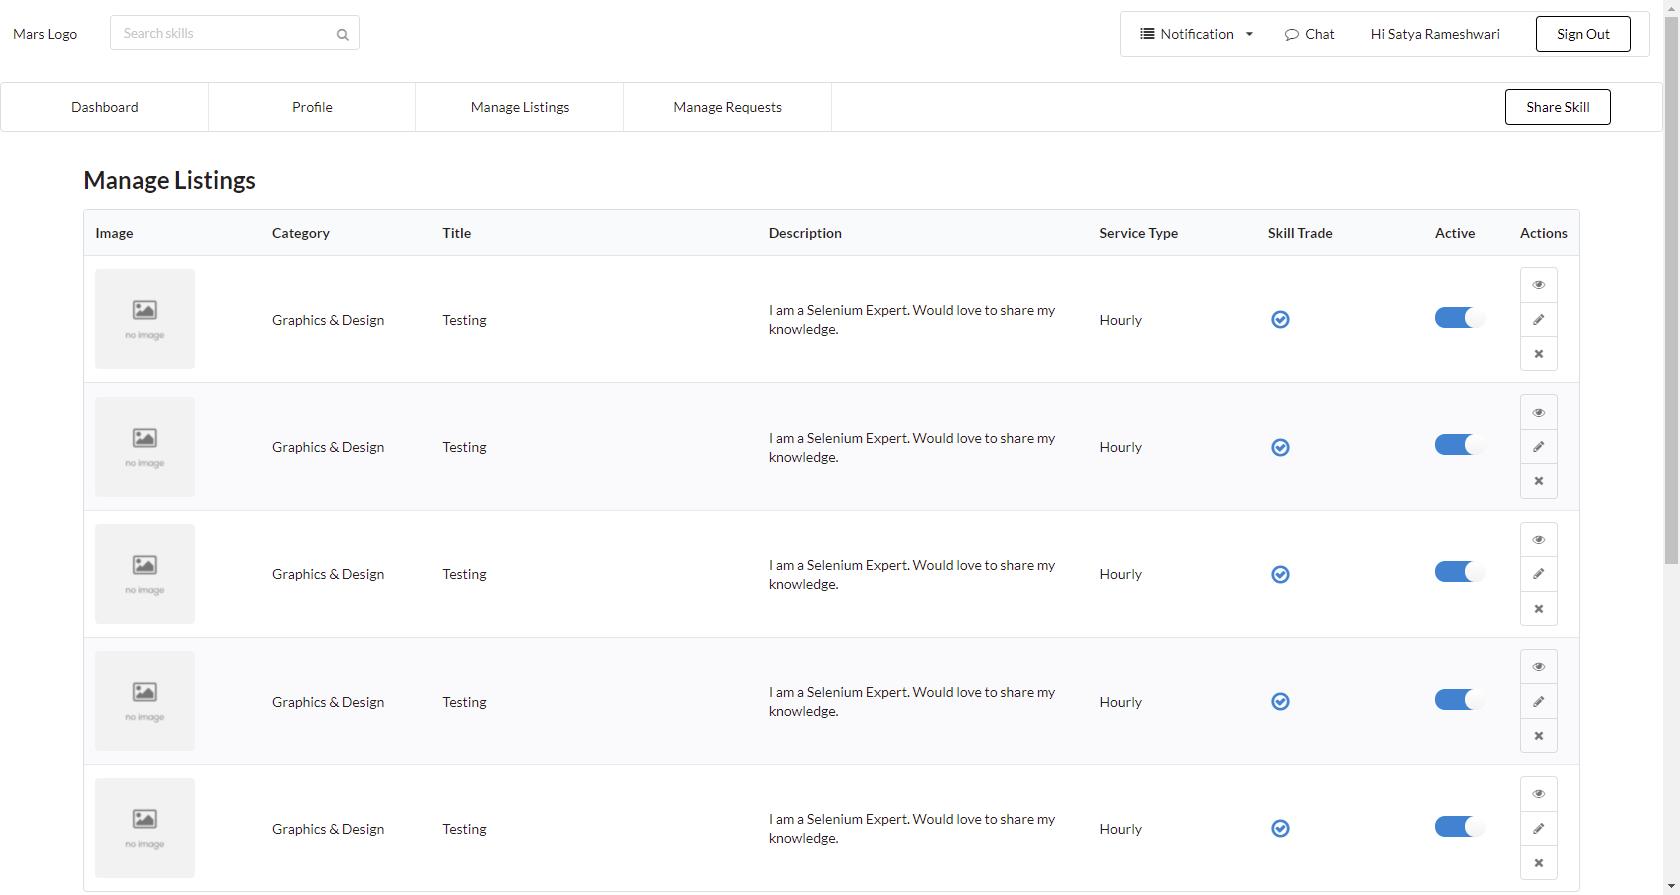 Mars Logo
Search skills
Notification
Chat
Hi Satya Rameshwari
Sign Out
Dashboard
Profile
Manage Listings
Manage Requests
Share Skill
Manage Listings
Image Category Title Description Service Type Skill Trade Active Actions
no image
Graphics & Design
Testing
I am a Selenium Expert. Would love to share my
knowledge.
Hourly
no image
Graphics & Design
Testing
I am a Selenium Expert. Would love to share my
knowledge.
Hourly
no image
Graphics & Design
Testing
I am a Selenium Expert. Would love to share my
knowledge.
Hourly
no image
Graphics & Design
Testing
I am a Selenium Expert. Would love to share my
knowledge.
Hourly
no image
Graphics & Design
Testing
I am a Selenium Expert. Would love to share my
knowledge.
Hourly